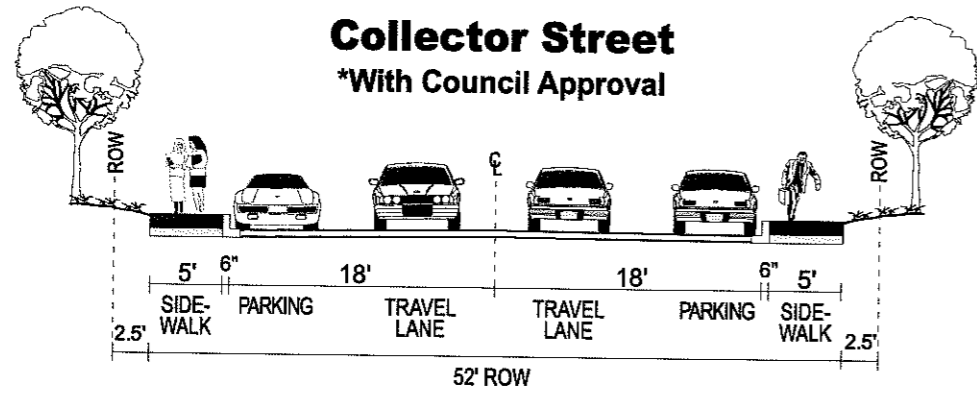 Collector Street
*With Council Approval
ROW
℄
ROW
5' 6" 18' 18' 6" 5'
SIDE-
WALK
PARKING
TRAVEL
LANE
TRAVEL
LANE
PARKING
SIDE-
WALK
2.5' 2.5'
52' ROW